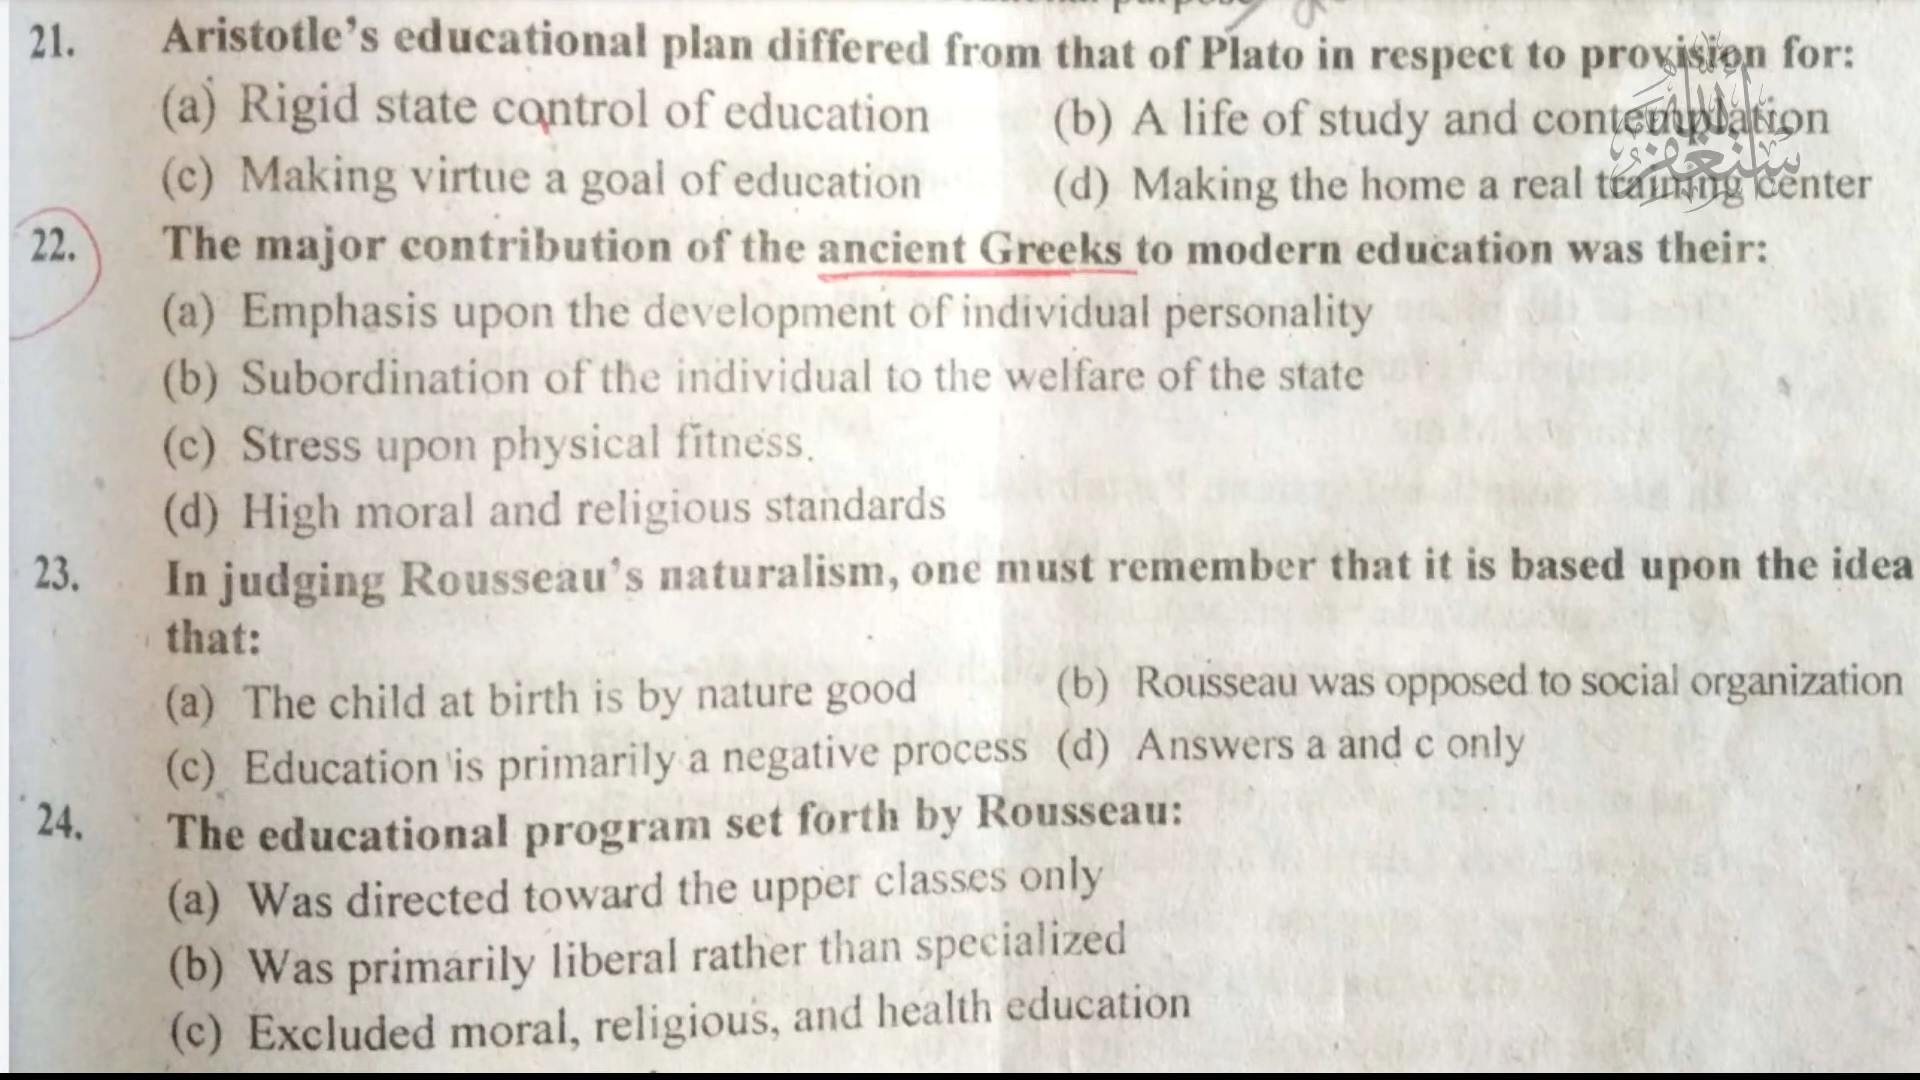 21. Aristotle's educational plan differed from that of Plato in respect to provision for:
(a) Rigid state control of education (b) A life of study and contemplation
(c) Making virtue a goal of education (d) Making the home a real training center
22. The major contribution of the ancient Greeks to modern education was their:
(a) Emphasis upon the development of individual personality
(b) Subordination of the individual to the welfare of the state
(c) Stress upon physical fitness.
(d) High moral and religious standards
23. In judging Rousseau's naturalism, one must remember that it is based upon the idea
that:
(a) The child at birth is by nature good (b) Rousseau was opposed to social organization
(c) Education is primarily a negative process (d) Answers a and c only
24. The educational program set forth by Rousseau:
(a) Was directed toward the upper classes only
(b) Was primarily liberal rather than specialized
(c) Excluded moral, religious, and health education